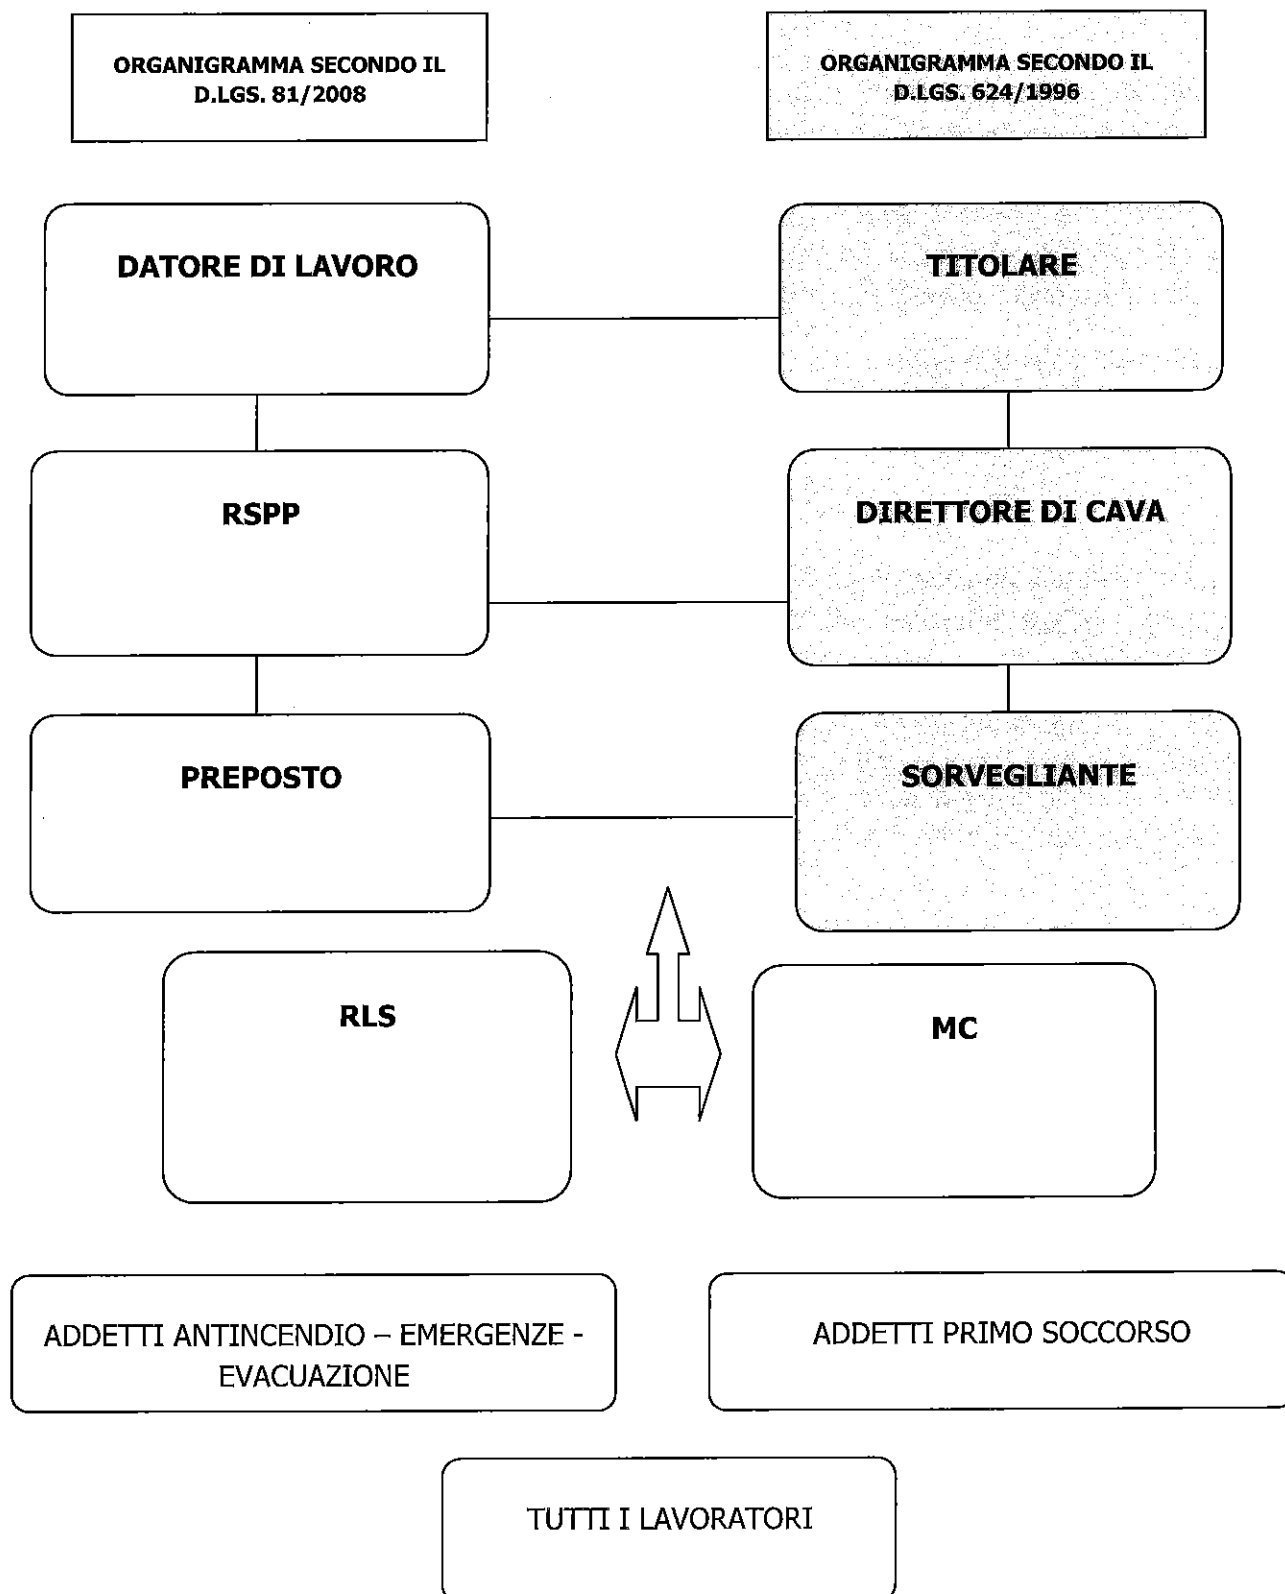 ORGANIGRAMMA SECONDO IL
D.LGS. 81/2008
ORGANIGRAMMA SECONDO IL
D.LGS. 624/1996
DATORE DI LAVORO
TITOLARE
RSPP
DIRETTORE DI CAVA
PREPOSTO
SORVEGLIANTE
RLS
MC
ADDETTI ANTINCENDIO – EMERGENZE -
EVACUAZIONE
ADDETTI PRIMO SOCCORSO
TUTTI I LAVORATORI